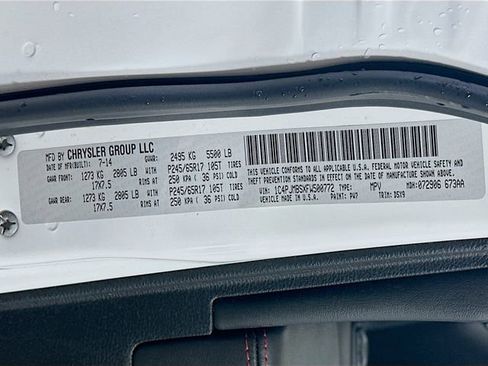 MFD BY CHRYSLER GROUP LLC
DATE OF MFR(BUILT): 7-14 GVWR: 2495 KG 5500 LB
GAWR FRONT: 1273 KG 2805 LB P245/65R17 105T TIRES
17X7.5 RIMS AT 250 KPA ( 36 PSI) COLD
GAWR REAR: 1273 KG 2805 LB P245/65R17 105T TIRES
17X7.5 RIMS AT 250 KPA ( 36 PSI) COLD
THIS VEHICLE CONFORMS TO ALL APPLICABLE U.S.A. FEDERAL MOTOR VEHICLE SAFETY AND
THEFT PREVENTION STANDARDS IN EFFECT ON THE DATE OF MANUFACTURE SHOWN ABOVE.
VIN: TYPE: MPV MDH: 072906 673AA
VEHICLE MADE IN U.S.A. PAINT: PW7 TRIM: D5X9